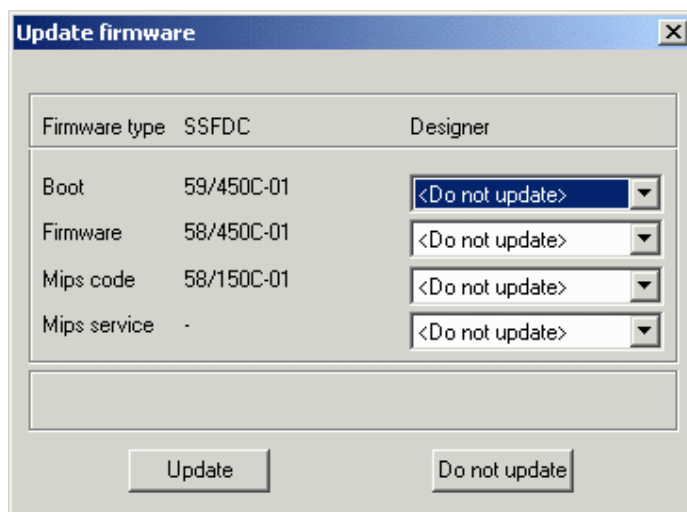 Update firmware
Firmware type SSFDC Designer
Boot 59/450C-01 <Do not update>
Firmware 58/450C-01 <Do not update>
Mips code 58/150C-01 <Do not update>
Mips service - <Do not update>
Update Do not update